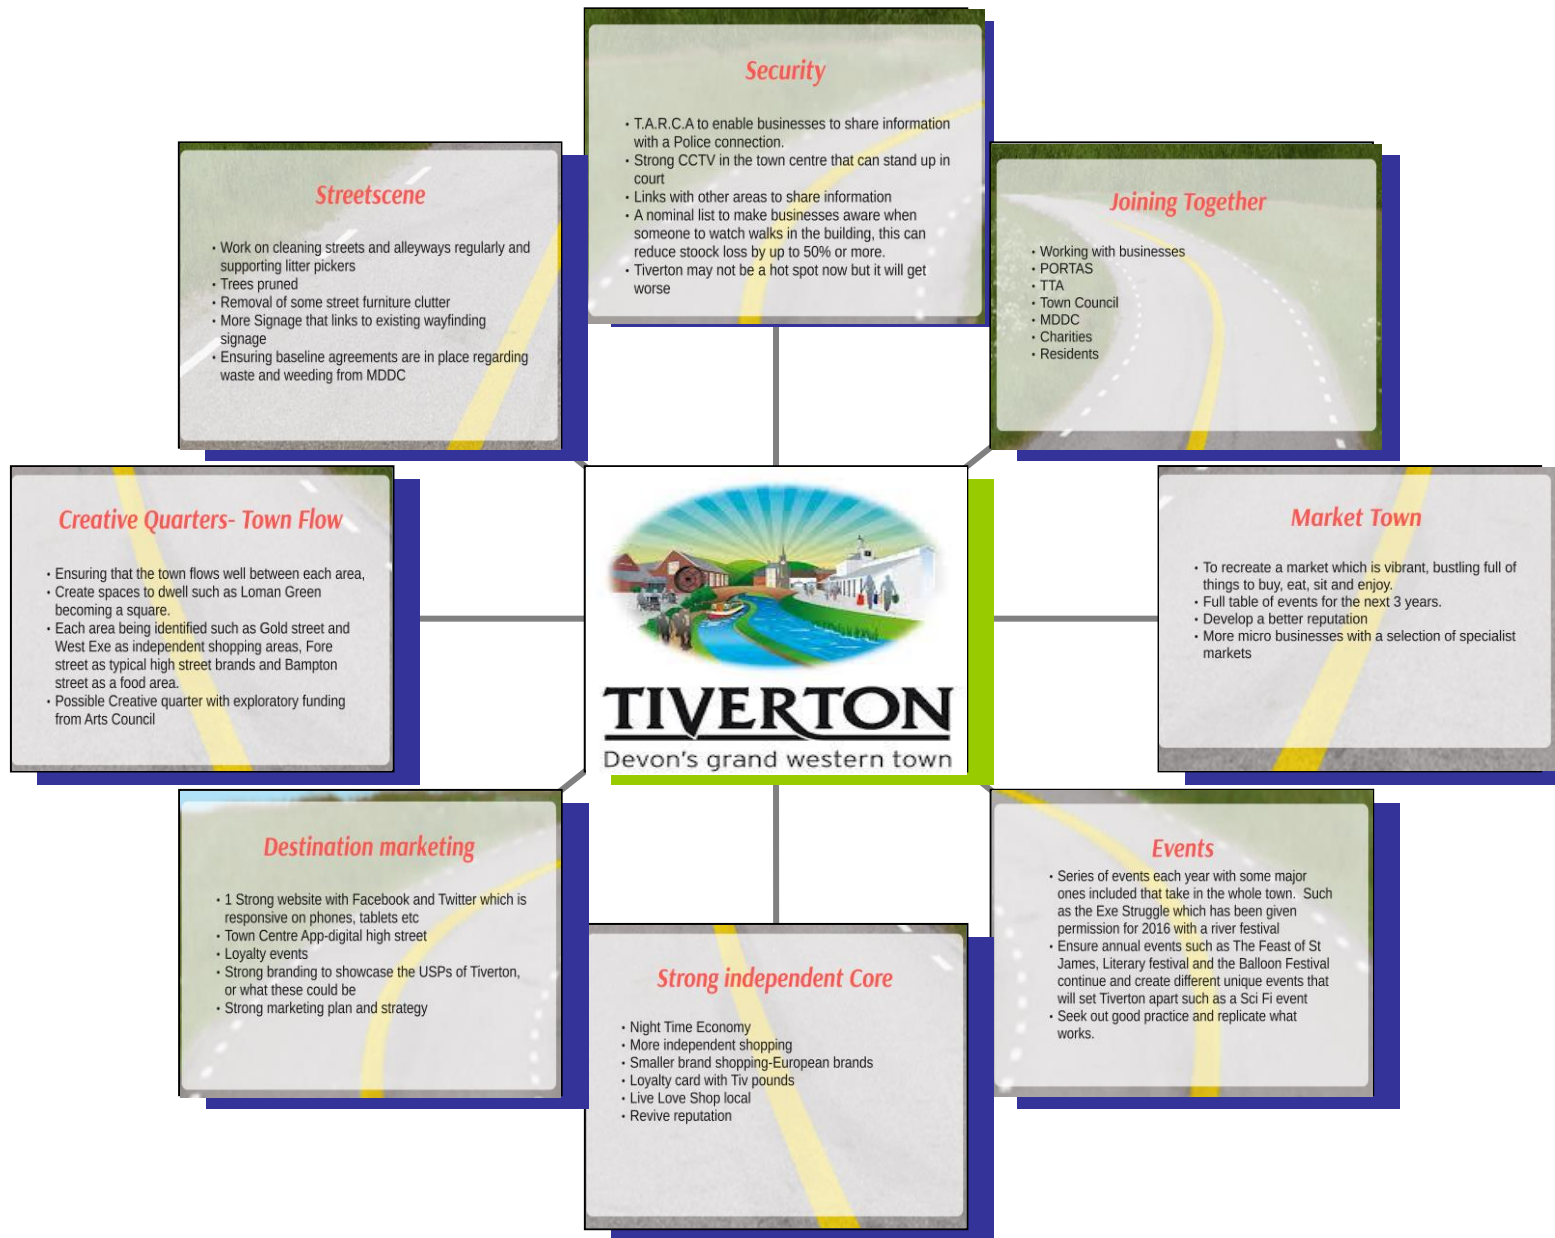 Security
• T.A.R.C.A to enable businesses to share information
with a Police connection.
• Strong CCTV in the town centre that can stand up in
court
• Links with other areas to share information
• A nominal list to make businesses aware when
someone to watch walks in the building, this can
reduce stoock loss by up to 50% or more.
• Tiverton may not be a hot spot now but it will get
worse
Streetscene
• Work on cleaning streets and alleyways regularly and
supporting litter pickers
• Trees pruned
• Removal of some street furniture clutter
• More Signage that links to existing wayfinding
signage
• Ensuring baseline agreements are in place regarding
waste and weeding from MDDC
Joining Together
• Working with businesses
• PORTAS
• TTA
• Town Council
• MDDC
• Charities
• Residents
Creative Quarters- Town Flow
• Ensuring that the town flows well between each area,
• Create spaces to dwell such as Loman Green
becoming a square.
• Each area being identified such as Gold street and
West Exe as independent shopping areas, Fore
street as typical high street brands and Bampton
street as a food area.
• Possible Creative quarter with exploratory funding
from Arts Council
TIVERTON
Devon's grand western town
Market Town
• To recreate a market which is vibrant, bustling full of
things to buy, eat, sit and enjoy.
• Full table of events for the next 3 years.
• Develop a better reputation
• More micro businesses with a selection of specialist
markets
Destination marketing
• 1 Strong website with Facebook and Twitter which is
responsive on phones, tablets etc
• Town Centre App-digital high street
• Loyalty events
• Strong branding to showcase the USPs of Tiverton,
or what these could be
• Strong marketing plan and strategy
Strong independent Core
• Night Time Economy
• More independent shopping
• Smaller brand shopping-European brands
• Loyalty card with Tiv pounds
• Live Love Shop local
• Revive reputation
Events
• Series of events each year with some major
ones included that take in the whole town. Such
as the Exe Struggle which has been given
permission for 2016 with a river festival
• Ensure annual events such as The Feast of St
James, Literary festival and the Balloon Festival
continue and create different unique events that
will set Tiverton apart such as a Sci Fi event
• Seek out good practice and replicate what
works.